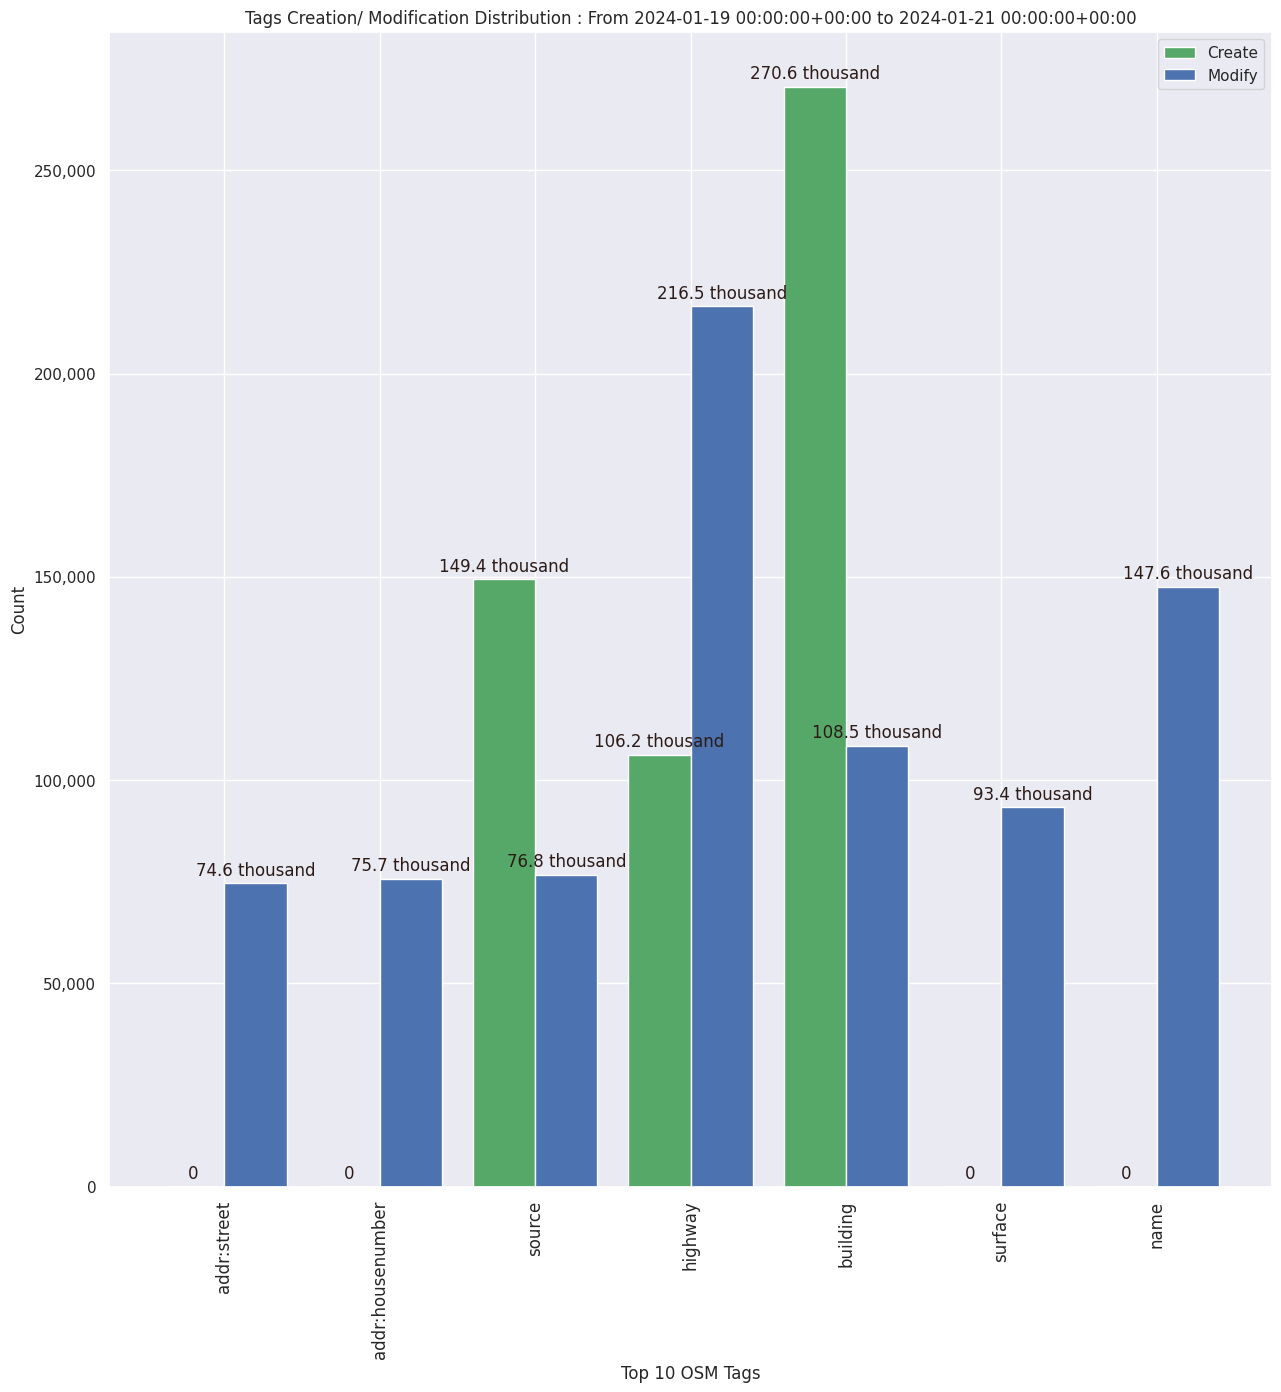 Tags Creation/ Modification Distribution : From 2024-01-19 00:00:00+00:00 to 2024-01-21 00:00:00+00:00
Create
Modify
270.6 thousand
250,000
216.5 thousand
200,000
149.4 thousand
147.6 thousand
150,000
Count
106.2 thousand
108.5 thousand
100,000
93.4 thousand
74.6 thousand
75.7 thousand
76.8 thousand
50,000
0
0
0
0
0
addr:street
addr:housenumber
source
highway
building
surface
name
Top 10 OSM Tags